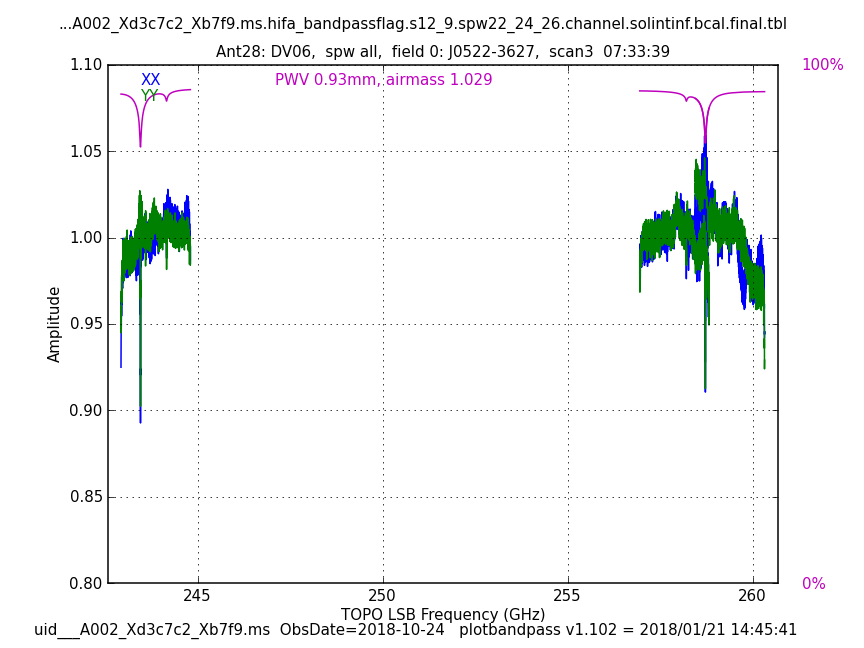 ...A002_Xd3c7c2_Xb7f9.ms.hifa_bandpassflag.s12_9.spw22_24_26.channel.solintinf.bcal.final.tbl
Ant28: DV06,  spw all,  field 0: J0522-3627,  scan3  07:33:39
1.10
1.05
1.00
0.95
0.90
0.85
0.80
Amplitude
XX
YY
PWV 0.93mm, airmass 1.029
100%
0%
245
250
255
260
TOPO LSB Frequency (GHz)
uid___A002_Xd3c7c2_Xb7f9.ms  ObsDate=2018-10-24   plotbandpass v1.102 = 2018/01/21 14:45:41